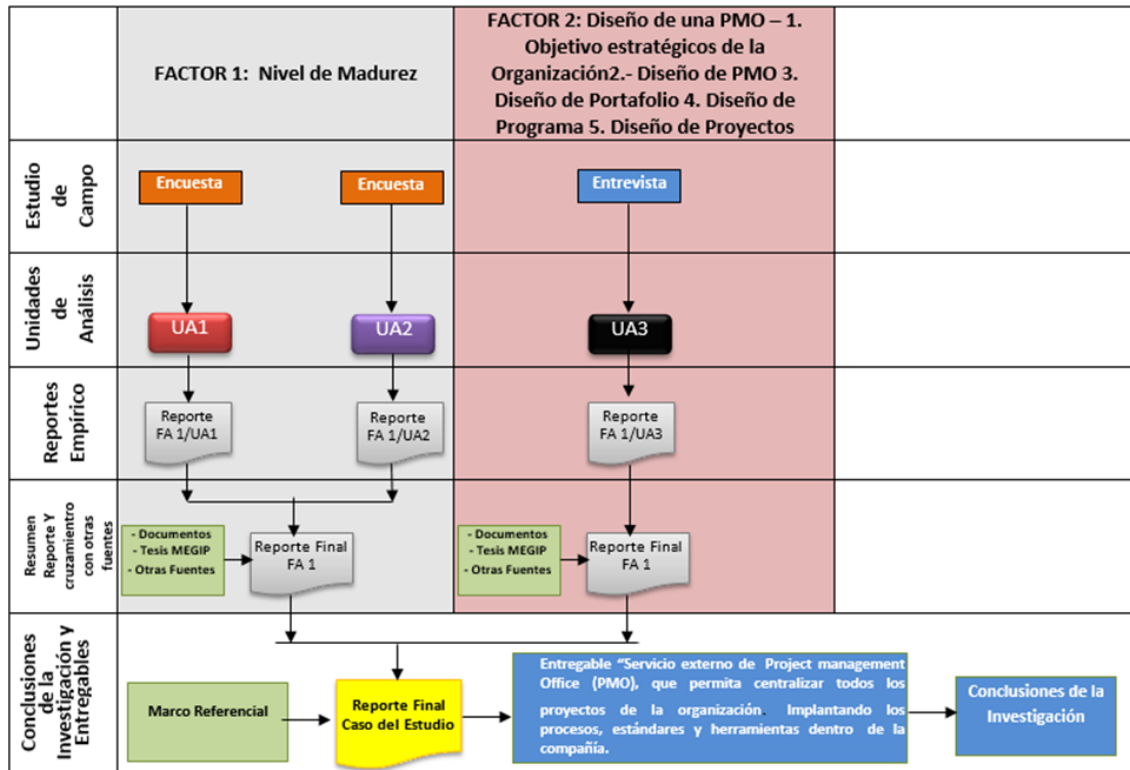 FACTOR 1:  Nivel de Madurez
FACTOR 2: Diseño de una PMO – 1.
Objetivo estratégicos de la
Organización2.- Diseño de PMO 3.
Diseño de Portafolio 4. Diseño de
Programa 5. Diseño de Proyectos
Estudio
de
Campo
Encuesta
Encuesta
Entrevista
Unidades
de
Análisis
UA1
UA2
UA3
Reportes
Empírico
Reporte
FA 1/UA1
Reporte
FA 1/UA2
Reporte
FA 1/UA3
Resumen
Reporte Y
cruzamientro
con otras
fuentes
- Documentos
- Tesis MEGIP
- Otras Fuentes
Reporte Final
FA 1
- Documentos
- Tesis MEGIP
- Otras Fuentes
Reporte Final
FA 1
Conclusiones
de la
Investigación y
Entregables
Marco Referencial
Reporte Final
Caso del Estudio
Entregable “Servicio externo de Project management
Office (PMO), que permita centralizar todos los
proyectos de la organización. Implantando los
procesos, estándares y herramientas dentro de la
compañía.
Conclusiones de la
Investigación